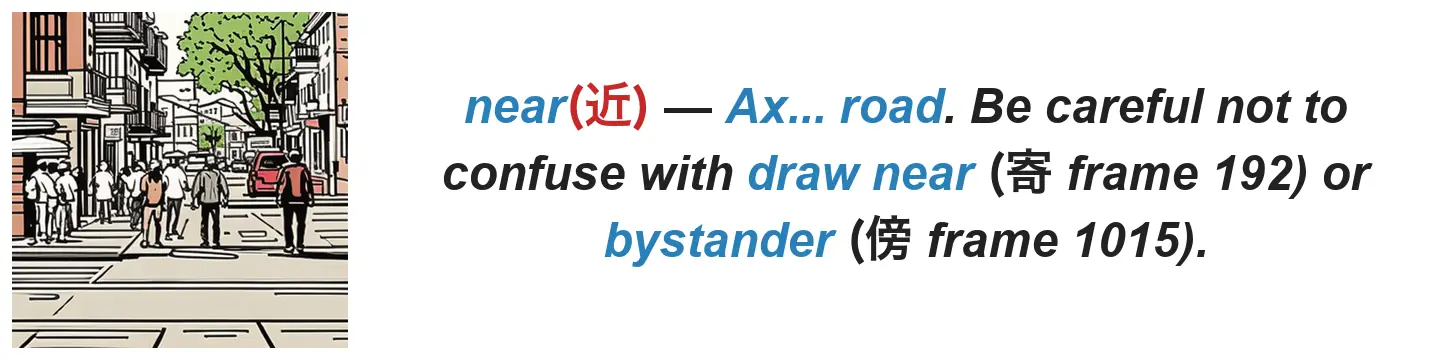 near(近) — Ax... road. Be careful not to
confuse with draw near (寄 frame 192) or
bystander (傍 frame 1015).